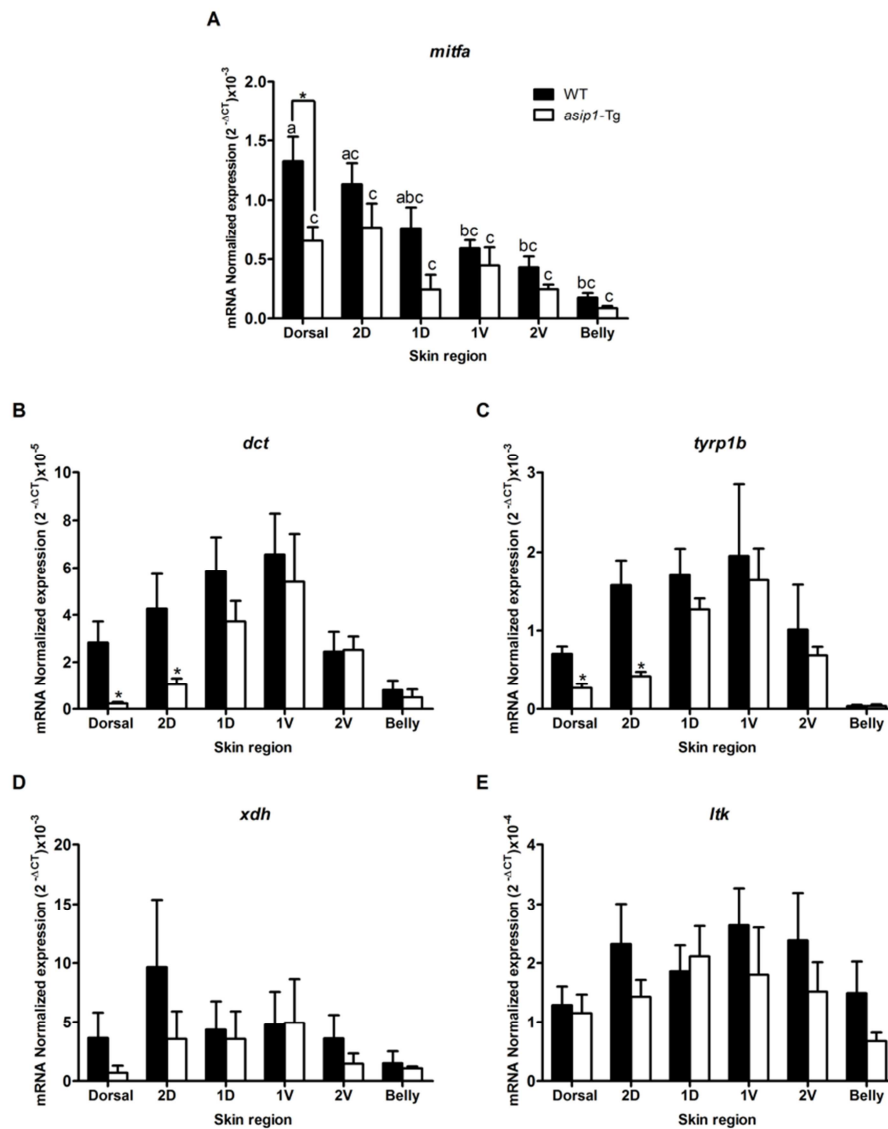 A
mitfa
mRNA Normalized expression (2 -ΔCT)x10-3
2.0
1.5
1.0
0.5
0.0
WT
asip1-Tg
*
a
c
ac
c
abc
c
bc
c
bc
c
bc
c
Dorsal 2D 1D 1V 2V Belly
Skin region
B
dct
mRNA Normalized expression (2 -ΔCT)x10-5
10
8
6
4
2
0
*
*
Dorsal 2D 1D 1V 2V Belly
Skin region
C
tyrp1b
mRNA Normalized expression (2 -ΔCT)x10-3
3
2
1
0
*
*
Dorsal 2D 1D 1V 2V Belly
Skin region
D
xdh
mRNA Normalized expression (2 -ΔCT)x10-3
20
15
10
5
0
Dorsal 2D 1D 1V 2V Belly
Skin region
E
ltk
mRNA Normalized expression (2 -ΔCT)x10-4
4
3
2
1
0
Dorsal 2D 1D 1V 2V Belly
Skin region